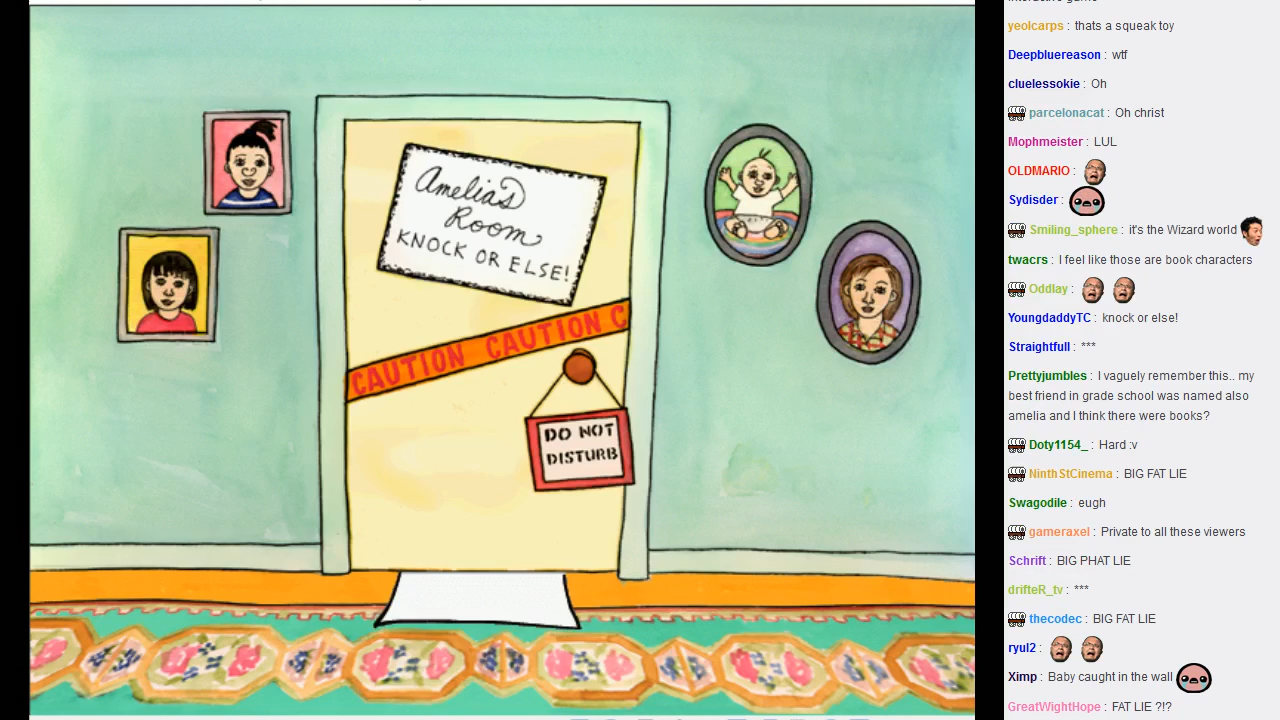 Amelia's
Room
KNOCK OR ELSE!
CAUTION CAUTION C
DO NOT
DISTURB
yeolcarps : thats a squeak toy
Deepbluereason : wtf
cluelessokie : Oh
parcelonacat : Oh christ
Mophmeister : LUL
OLDMARIO :
Sydisder :
Smiling_sphere : it's the Wizard world
twacrs : I feel like those are book characters
Oddlay :
YoungdaddyTC : knock or else!
Straightfull : ***
Prettyjumbles : I vaguely remember this.. my
best friend in grade school was named also
amelia and I think there were books?
Doty1154_ : Hard :v
NinthStCinema : BIG FAT LIE
Swagodile : eugh
gameraxel : Private to all these viewers
Schrift : BIG PHAT LIE
drifteR_tv : ***
thecodec : BIG FAT LIE
ryul2 :
Ximp : Baby caught in the wall
GreatWightHope : FAT LIE ?!?